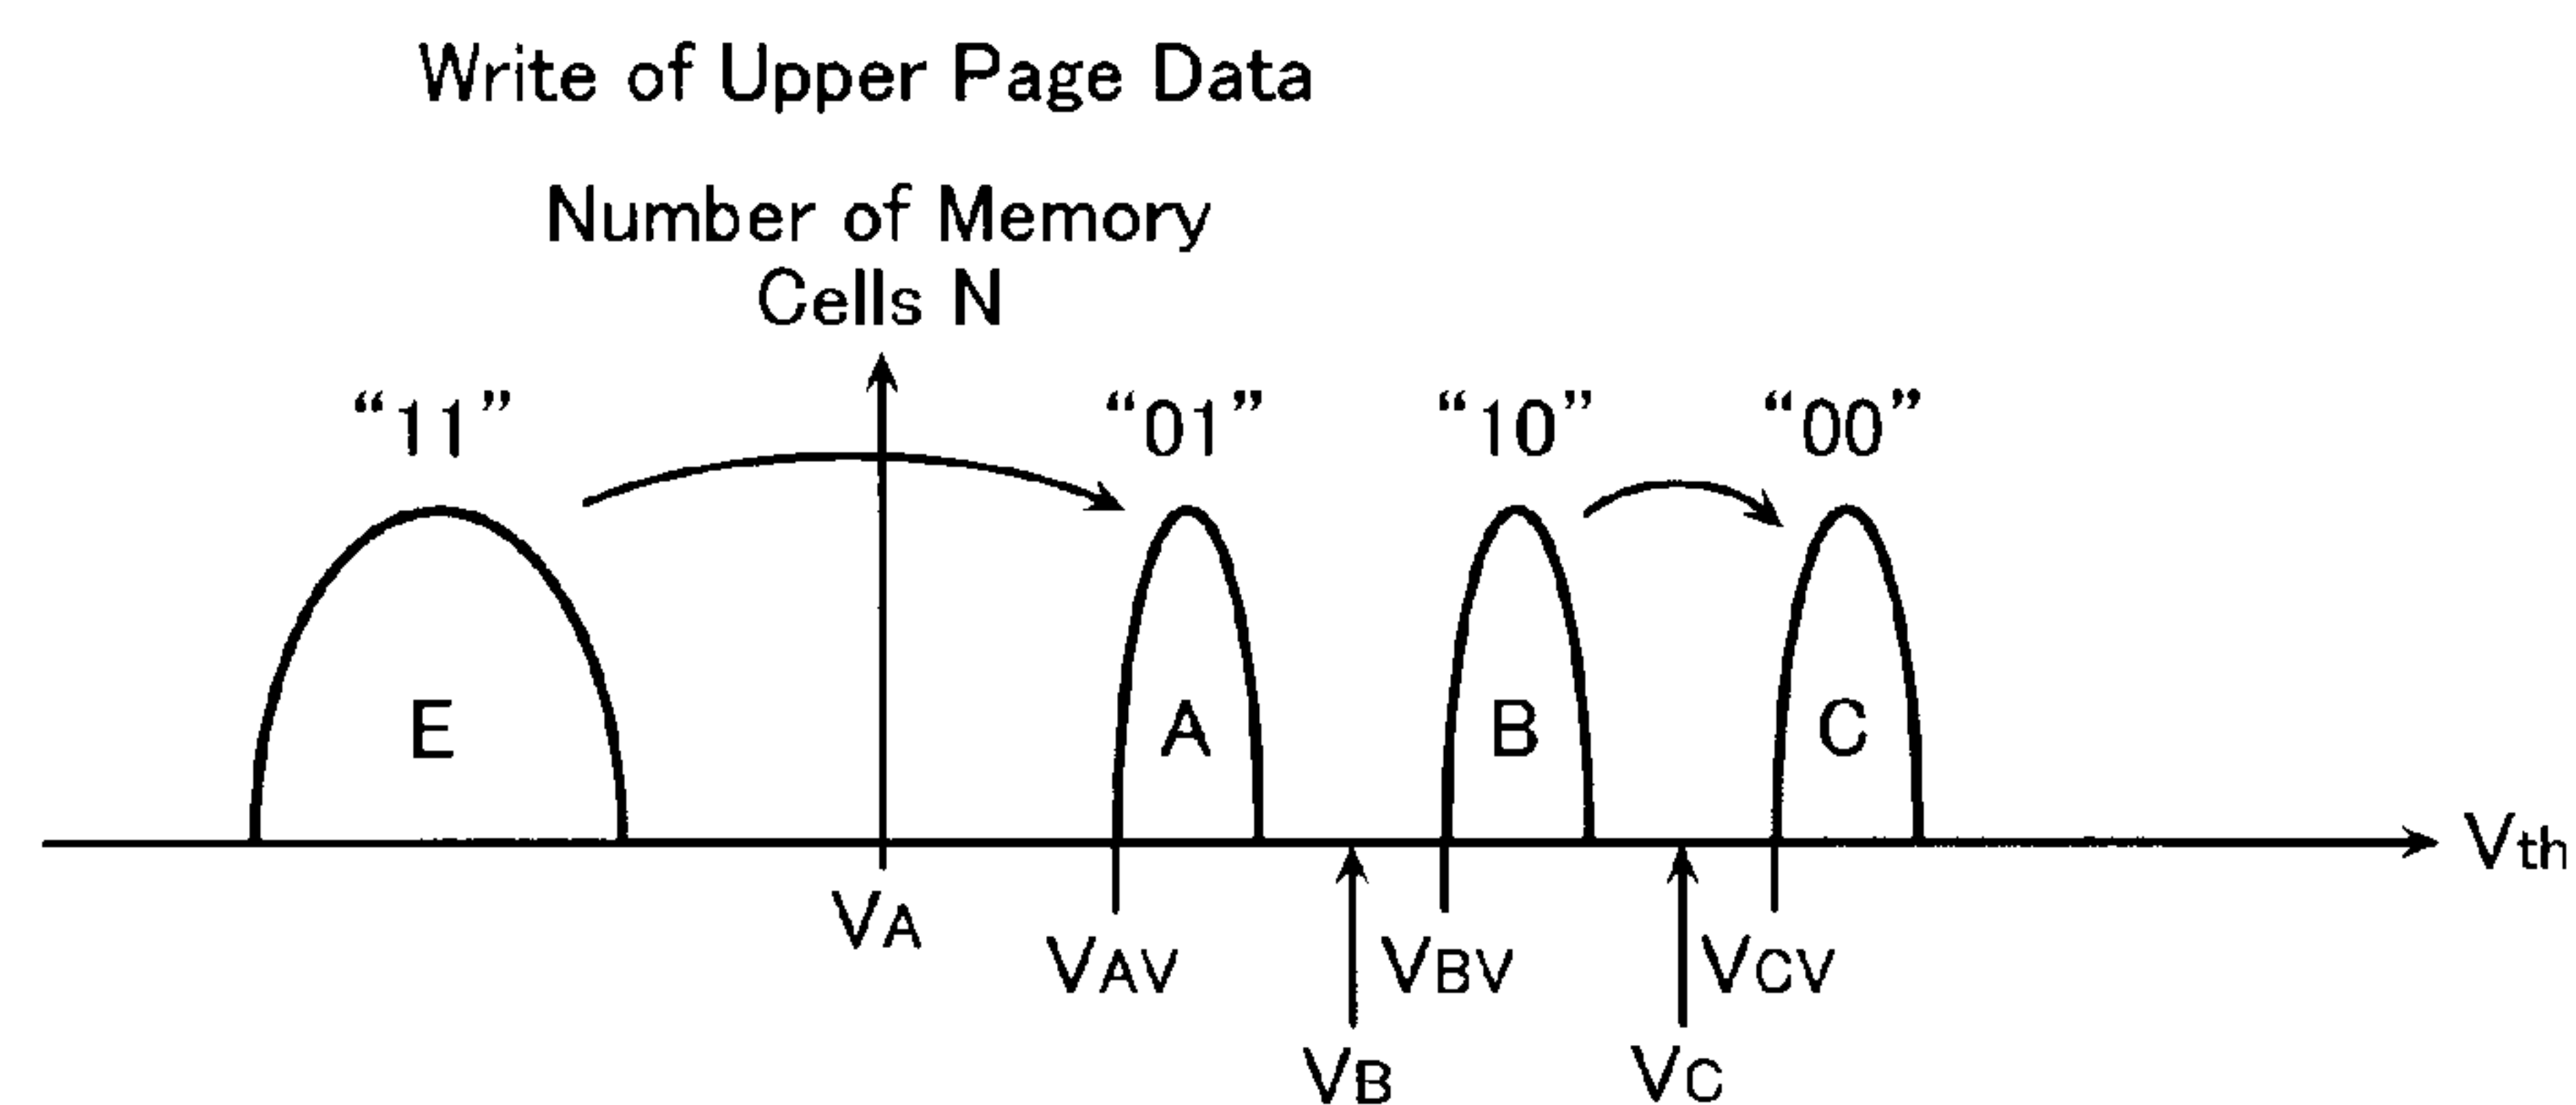 Write of Upper Page Data
Number of Memory
Cells N
“11” “01” “10” “00”
E A B C
Vth
VA
VAV VBV VCV
VB VC